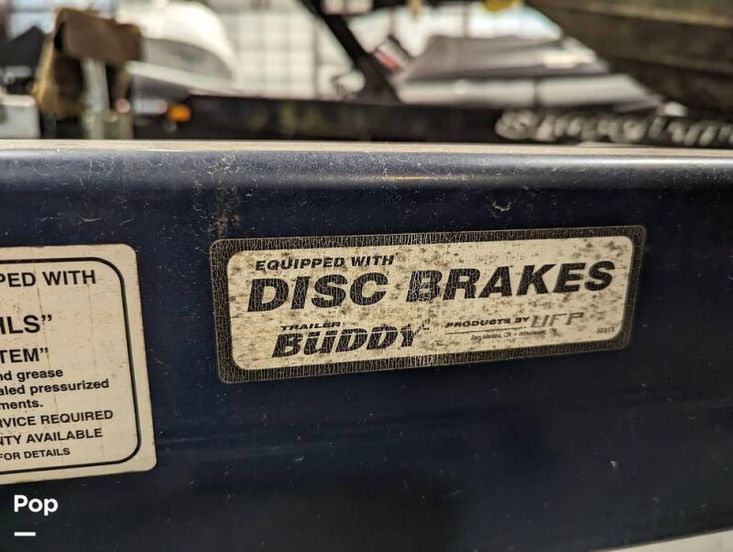 PED WITH
ILS”
TEM”
nd grease
aled pressurized
ments.
RVICE REQUIRED
NTY AVAILABLE
FOR DETAILS
EQUIPPED WITH
DISC BRAKES
TRAILER
BUDDY
PRODUCTS BY UFP
Pop